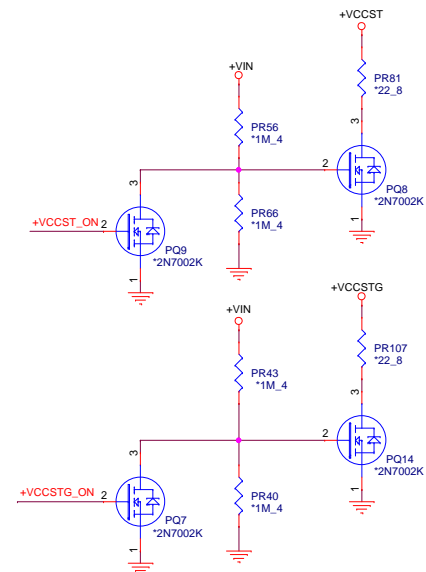 +VCCST
+VIN
PR81
*22_8
PR56
*1M_4
3
3
2
PQ8
*2N7002K
PR66
*1M_4
+VCCST_ON
2
PQ9
*2N7002K
1
1
+VCCSTG
+VIN
PR107
*22_8
PR43
*1M_4
3
3
2
PQ14
*2N7002K
PR40
*1M_4
+VCCSTG_ON
2
PQ7
*2N7002K
1
1